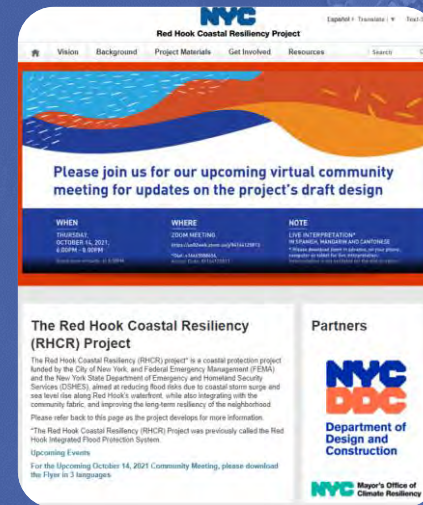 NYC
Red Hook Coastal Resiliency Project
Español
Translate
Text-
Vision
Background
Project Materials
Get Involved
Resources
Search
Please join us for our upcoming virtual community
meeting for updates on the project's draft design
WHEN
THURSDAY,
OCTOBER 14, 2021,
6:00PM - 8:00PM
WHERE
ZOOM MEETING
NOTE
LIVE INTERPRETATION*
IN SPANISH, MANDARIN AND CANTONESE
The Red Hook Coastal Resiliency
(RHCR) Project
The Red Hook Coastal Resiliency (RHCR) project* is a coastal protection project
funded by the City of New York, and Federal Emergency Management (FEMA)
and the New York State Department of Emergency and Homeland Security
Services (DSHES), aimed at reducing flood risks due to coastal storm surge and
sea level rise along Red Hook's waterfront, while also integrating with the
community fabric, and improving the long-term resiliency of the neighborhood.
Please refer back to this page as the project develops for more information.
*The Red Hook Coastal Resiliency (RHCR) Project was previously called the Red
Hook Integrated Flood Protection System.
Upcoming Events
For the Upcoming October 14, 2021 Community Meeting, please download
the Flyer in 3 languages.
Partners
NYC
DDC
Department of
Design and
Construction
NYC
Mayor's Office of
Climate Resiliency